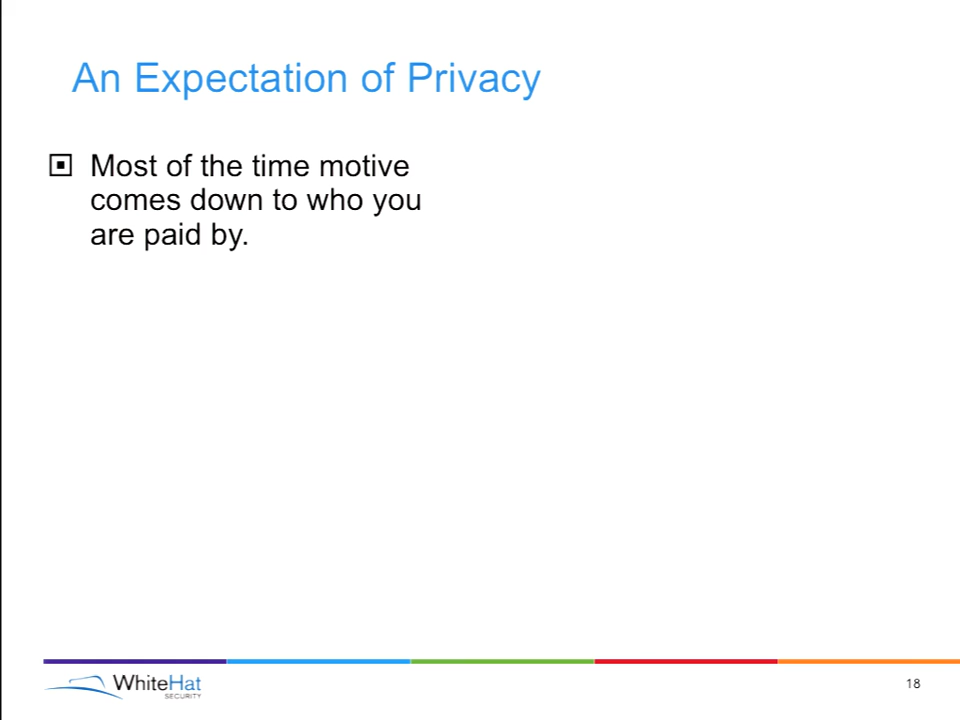 An Expectation of Privacy
Most of the time motive
comes down to who you
are paid by.
WhiteHat
SECURITY
18